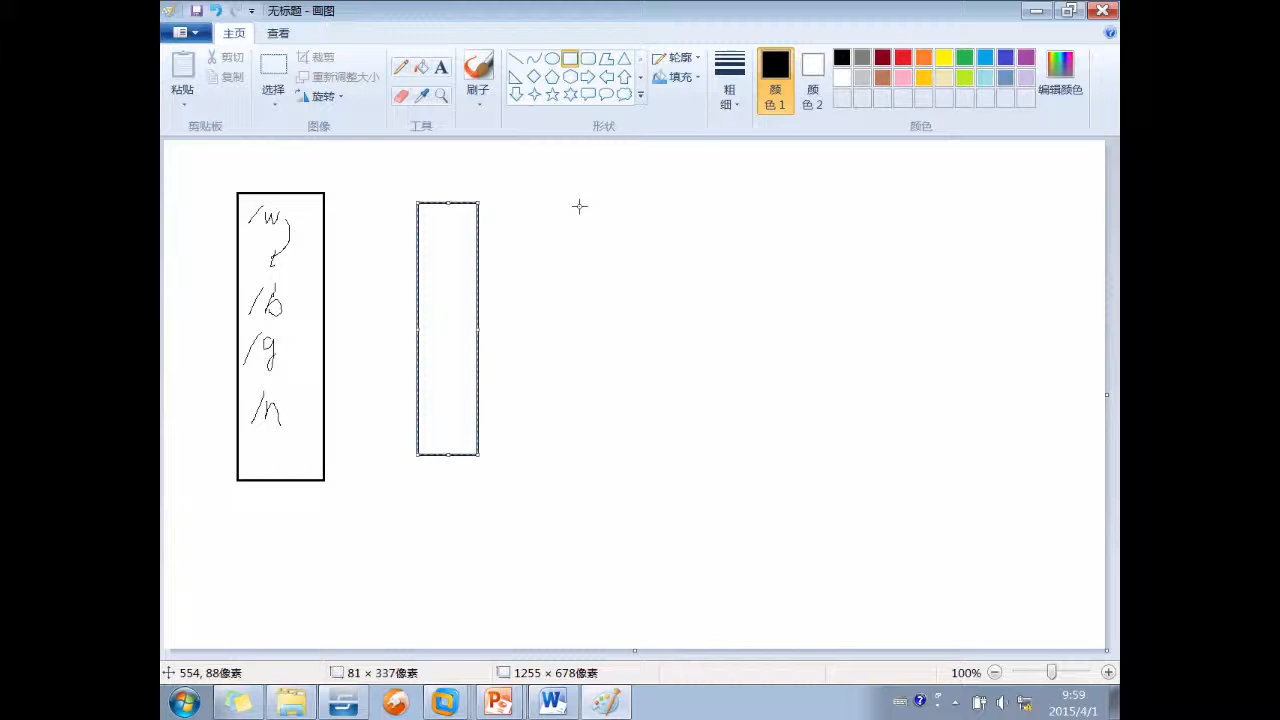 无标题 - 画图
主页 查看
粘贴
剪切
复制
剪贴板
选择
裁剪
重新调整大小
旋转
图像
A
工具
刷子
轮廓
填充
形状
粗
细
颜
色 1
颜
色 2
编辑颜色
颜色
/w
t
/b
/g
/n
554, 88像素
81 × 337像素
1255 × 678像素
100%
9:59
2015/4/1